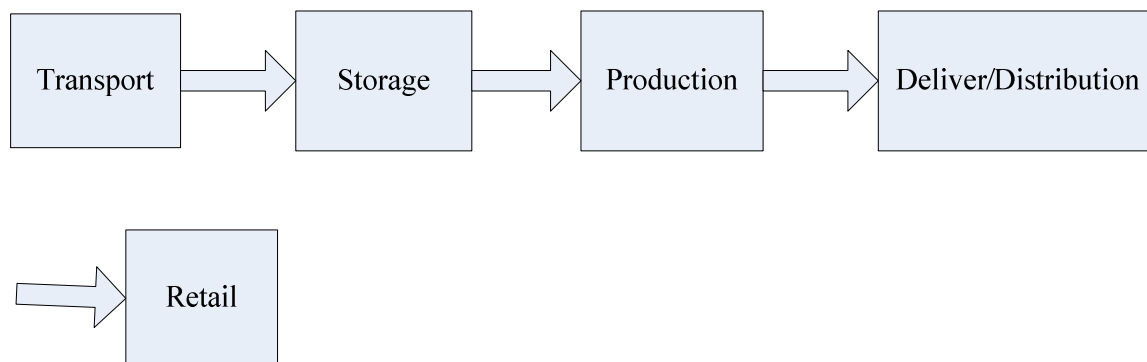 Transport
Storage
Production
Deliver/Distribution
Retail